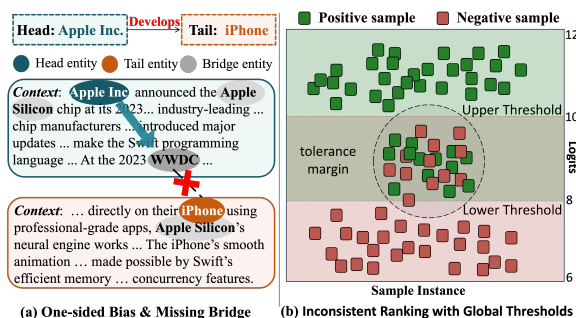 Head: Apple Inc.
Develops
Tail: iPhone
Head entity
Tail entity
Bridge entity
Context: Apple Inc announced the Apple
Silicon chip at its 2023... industry-leading ...
chip manufacturers ... introduced major
updates ... make the Swift programming
language ... At the 2023 WWDC ...
Context: ... directly on their iPhone using
professional-grade apps, Apple Silicon's
neural engine works ... The iPhone's smooth
animation ... made possible by Swift's
efficient memory ... concurrency features.
(a) One-sided Bias & Missing Bridge
Positive sample
Negative sample
12
Upper Threshold
10
tolerance
margin
Logits
8
Lower Threshold
6
Sample Instance
(b) Inconsistent Ranking with Global Thresholds